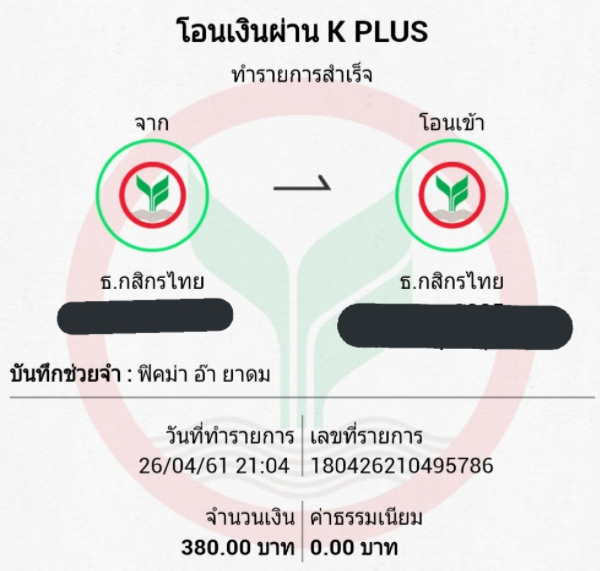 โอนเงินผ่าน K PLUS
ทำรายการสำเร็จ
จาก
โอนเข้า
ธ.กสิกรไทย
ธ.กสิกรไทย
บันทึกช่วยจำ : ฟิคม่า อ๊า ยาดม
วันที่ทำรายการ
เลขที่รายการ
26/04/61 21:04
180426210495786
จำนวนเงิน
ค่าธรรมเนียม
380.00 บาท
0.00 บาท